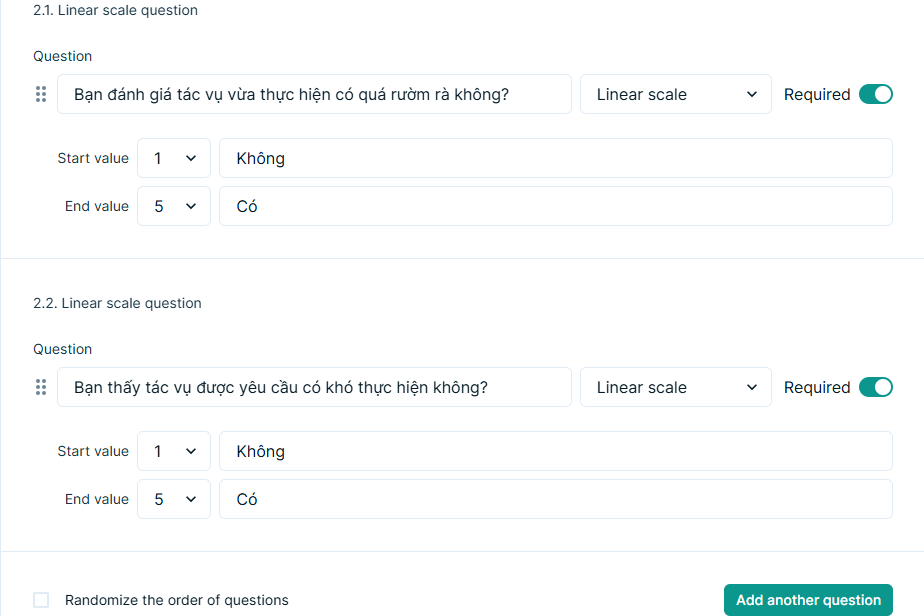 2.1. Linear scale question
Question
Bạn đánh giá tác vụ vừa thực hiện có quá rườm rà không? Linear scale Required
Start value 1 Không
End value 5 Có
2.2. Linear scale question
Question
Bạn thấy tác vụ được yêu cầu có khó thực hiện không? Linear scale Required
Start value 1 Không
End value 5 Có
Randomize the order of questions Add another question